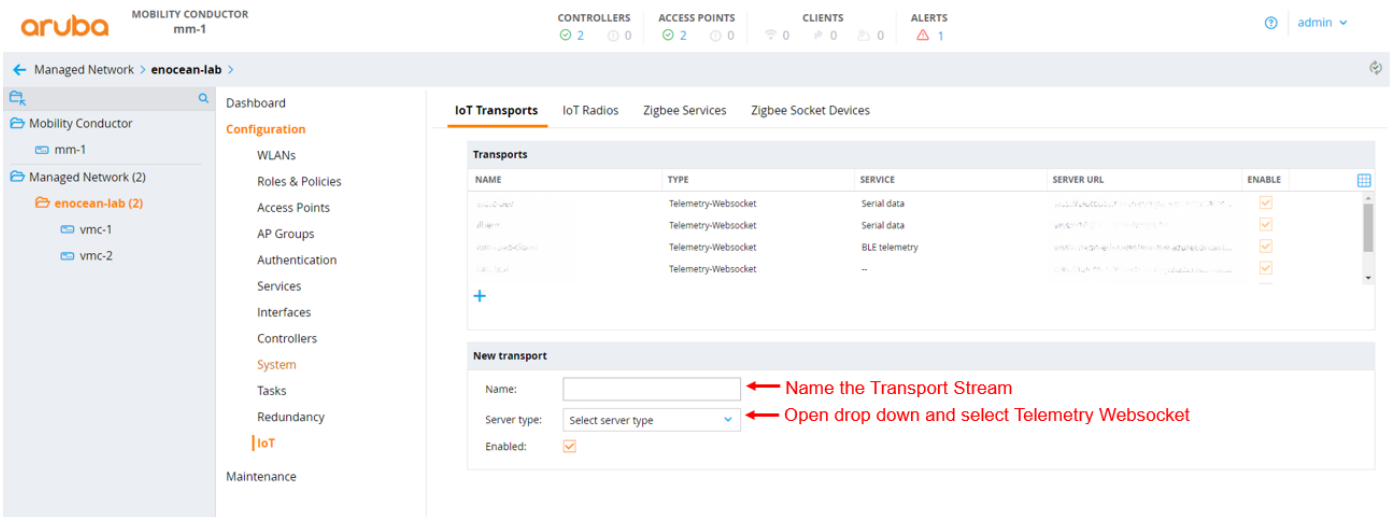 aruba MOBILITY CONDUCTOR
mm-1
CONTROLLERS ACCESS POINTS CLIENTS ALERTS
2 0 2 0 0 0 0 1
admin
Managed Network > enocean-lab >
Mobility Conductor
mm-1
Managed Network (2)
enocean-lab (2)
vmc-1
vmc-2
Dashboard
Configuration
WLANs
Roles & Policies
Access Points
AP Groups
Authentication
Services
Interfaces
Controllers
System
Tasks
Redundancy
IoT
Maintenance
IoT Transports IoT Radios Zigbee Services Zigbee Socket Devices
Transports
NAME TYPE SERVICE SERVER URL ENABLE
Telemetry-Websocket Serial data
Telemetry-Websocket Serial data
Telemetry-Websocket BLE telemetry
Telemetry-Websocket --
New transport
Name: Name the Transport Stream
Server type: Select server type Open drop down and select Telemetry Websocket
Enabled: